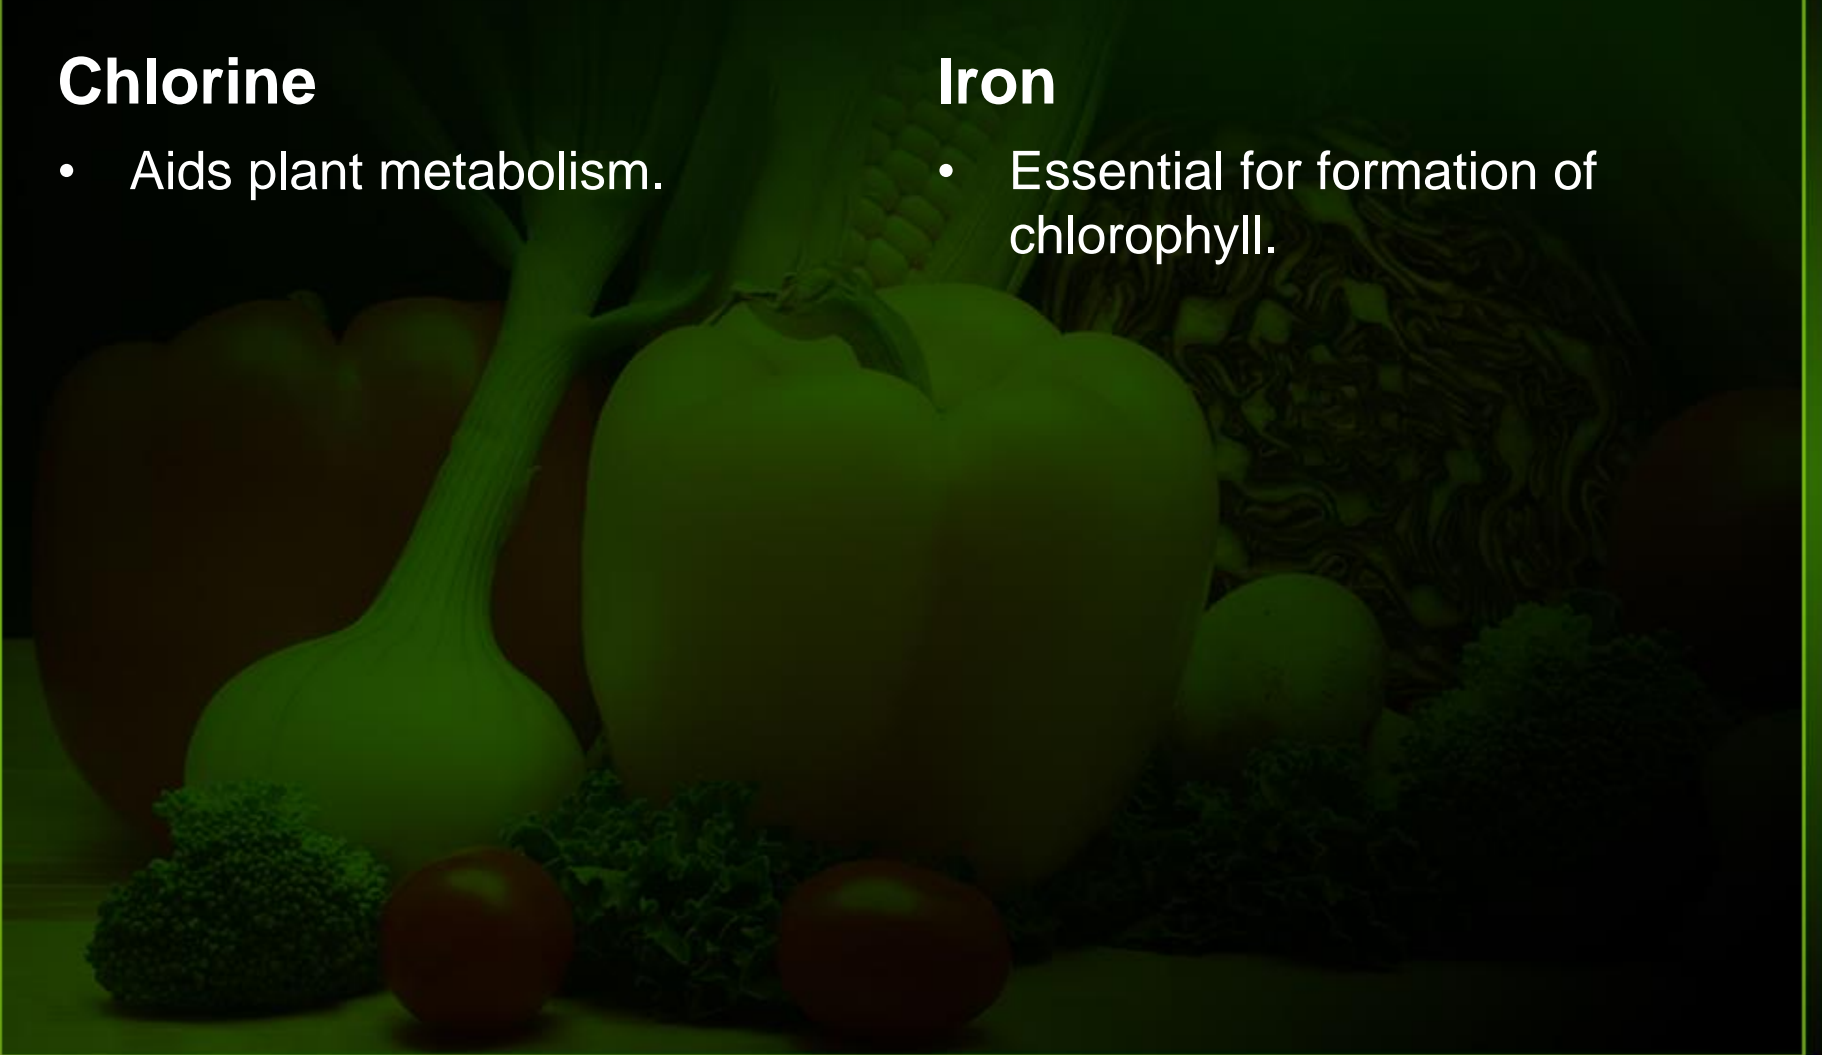 Chlorine
• Aids plant metabolism.
Iron
• Essential for formation of
chlorophyll.